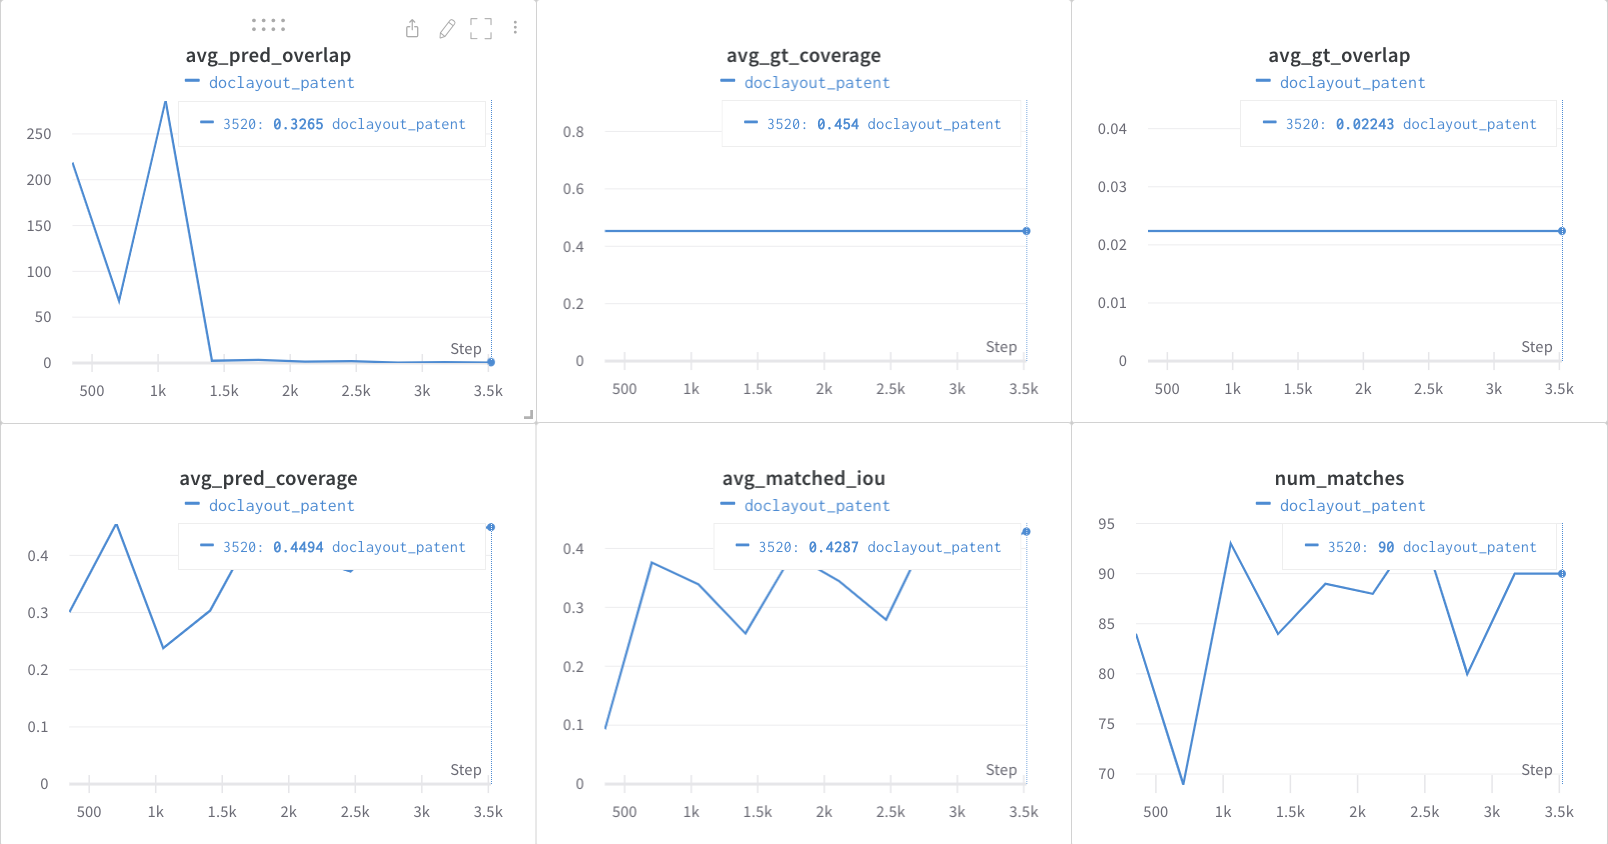 avg_pred_overlap
doclayout_patent
3520: 0.3265 doclayout_patent
250
200
150
100
50
0
Step
500 1k 1.5k 2k 2.5k 3k 3.5k
avg_gt_coverage
doclayout_patent
3520: 0.454 doclayout_patent
0.8
0.6
0.4
0.2
0
Step
500 1k 1.5k 2k 2.5k 3k 3.5k
avg_gt_overlap
doclayout_patent
3520: 0.02243 doclayout_patent
0.04
0.03
0.02
0.01
0
Step
500 1k 1.5k 2k 2.5k 3k 3.5k
avg_pred_coverage
doclayout_patent
3520: 0.4494 doclayout_patent
0.4
0.3
0.2
0.1
0
Step
500 1k 1.5k 2k 2.5k 3k 3.5k
avg_matched_iou
doclayout_patent
3520: 0.4287 doclayout_patent
0.4
0.3
0.2
0.1
0
Step
500 1k 1.5k 2k 2.5k 3k 3.5k
num_matches
doclayout_patent
95
3520: 90 doclayout_patent
90
85
80
75
70
Step
500 1k 1.5k 2k 2.5k 3k 3.5k